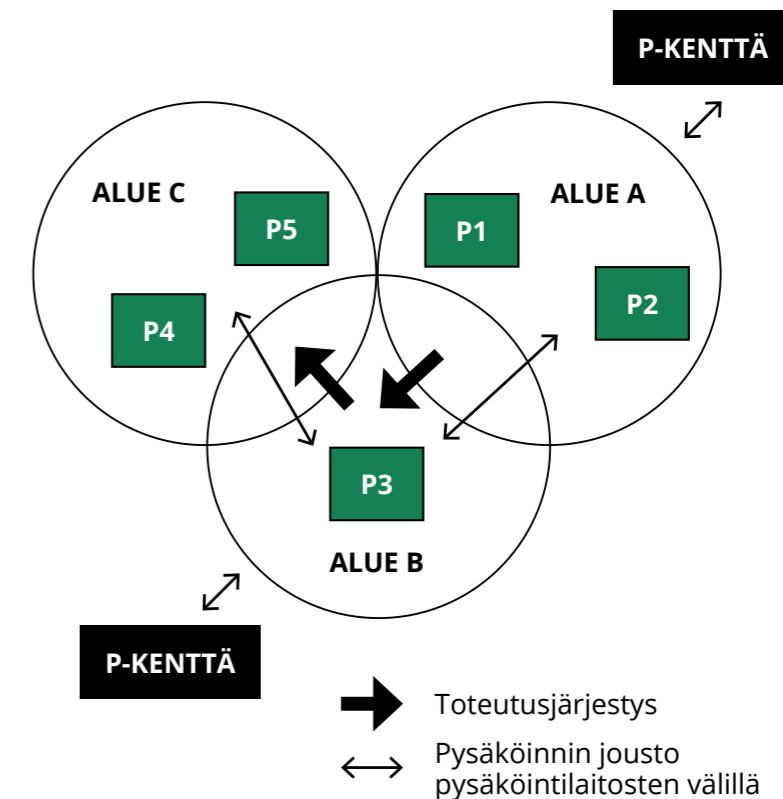 P-KENTTÄ
ALUE C
ALUE A
P5
P1
P2
P4
P3
ALUE B
P-KENTTÄ
Toteutusjärjestys
Pysäköinnin jousto
pysäköintilaitosten välillä